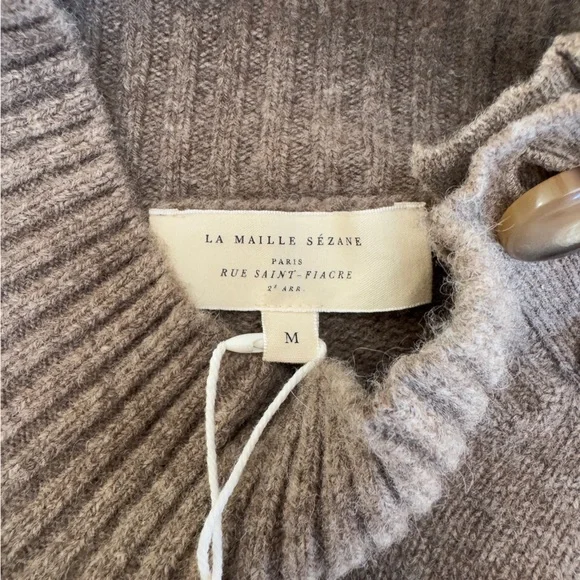 LA MAILLE SÉZANE
PARIS
RUE SAINT-FIACRE
2E ARR.
M